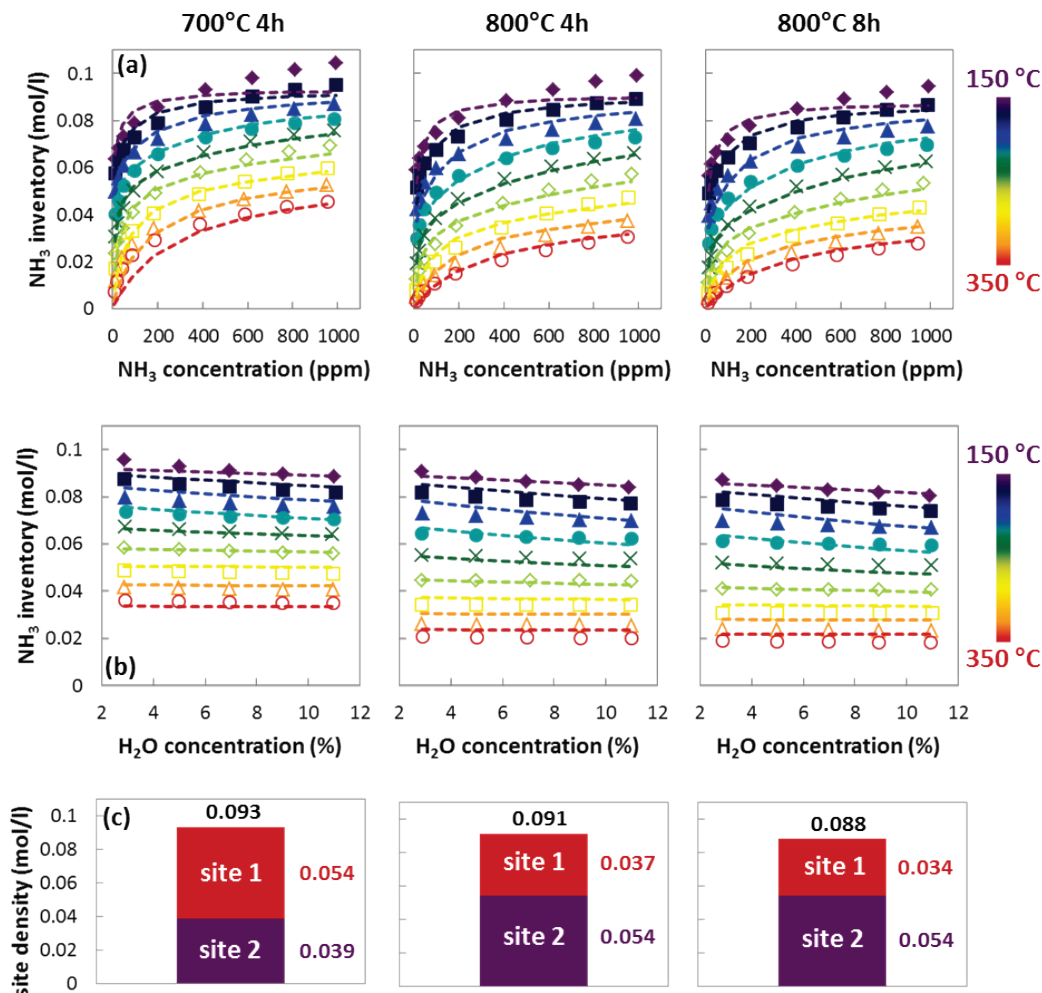 700°C 4h
800°C 4h
800°C 8h
(a)
NH₃ inventory (mol/l)
0.1
0.08
0.06
0.04
0.02
0
0 200 400 600 800 1000
0 200 400 600 800 1000
0 200 400 600 800 1000
NH₃ concentration (ppm)
NH₃ concentration (ppm)
NH₃ concentration (ppm)
150 °C
350 °C
(b)
NH₃ inventory (mol/l)
0.1
0.08
0.06
0.04
0.02
0
2 4 6 8 10 12
2 4 6 8 10 12
2 4 6 8 10 12
H₂O concentration (%)
H₂O concentration (%)
H₂O concentration (%)
150 °C
350 °C
(c)
site density (mol/l)
0.1
0.08
0.06
0.04
0.02
0
0.093
site 1
0.054
site 2
0.039
0.091
site 1
0.037
site 2
0.054
0.088
site 1
0.034
site 2
0.054